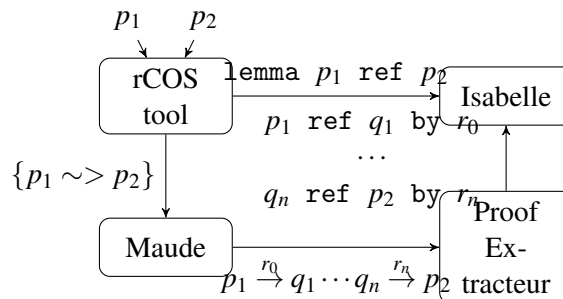 p₁ p₂
rCOS
tool
lemma p₁ ref p₂
Isabelle
p₁ ref q₁ by r₀
⋯
{p₁ ∼> p₂}
qₙ ref p₂ by rₙ
Maude
Proof
Ex-
tracteur
p₁ →^{r₀} q₁ ⋯ qₙ →^{rₙ} p₂